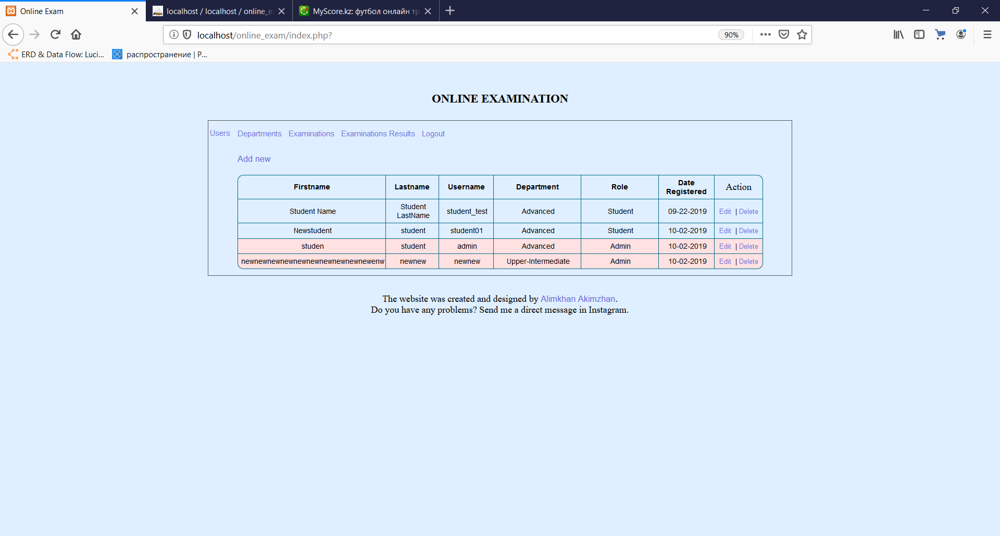 Online Exam
localhost / localhost / online_e
MyScore.kz: футбол онлайн тр
localhost/online_exam/index.php?
90%
ERD & Data Flow: Luci...
распространение | P...
ONLINE EXAMINATION
Users Departments Examinations Examinations Results Logout
Add new
Firstname Lastname Username Department Role Date Registered Action
Student Name Student LastName student_test Advanced Student 09-22-2019 Edit | Delete
Newstudent student student01 Advanced Student 10-02-2019 Edit | Delete
studen student admin Advanced Admin 10-02-2019 Edit | Delete
newnewnewnewnewnewnewnewnewnewenw newnew newnew Upper-Intermediate Admin 10-02-2019 Edit | Delete
The website was created and designed by Alimkhan Akimzhan.
Do you have any problems? Send me a direct message in Instagram.